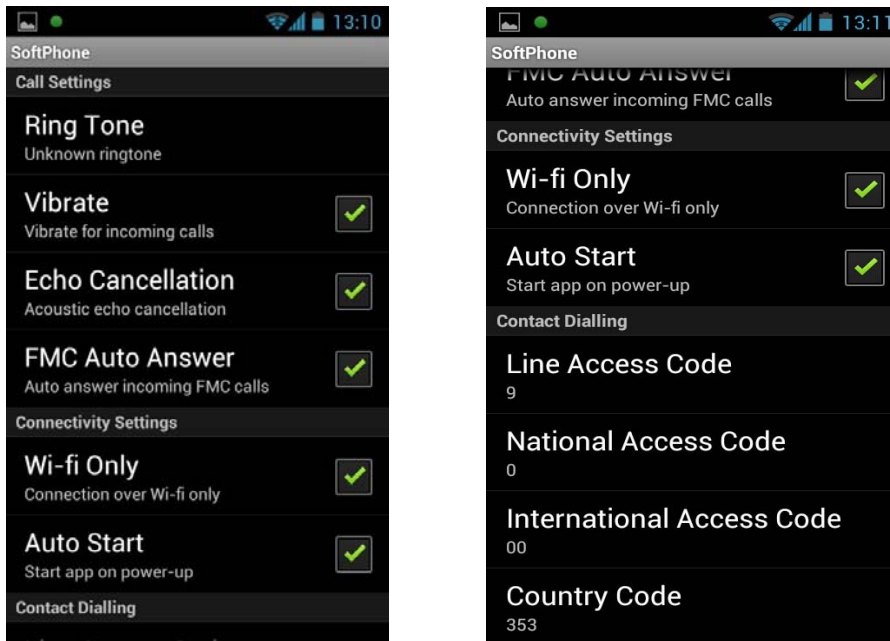 13:10
SoftPhone
Call Settings
Ring Tone
Unknown ringtone
Vibrate
Vibrate for incoming calls
Echo Cancellation
Acoustic echo cancellation
FMC Auto Answer
Auto answer incoming FMC calls
Connectivity Settings
Wi-fi Only
Connection over Wi-fi only
Auto Start
Start app on power-up
Contact Dialling
13:11
SoftPhone
FMC Auto Answer
Auto answer incoming FMC calls
Connectivity Settings
Wi-fi Only
Connection over Wi-fi only
Auto Start
Start app on power-up
Contact Dialling
Line Access Code
9
National Access Code
0
International Access Code
00
Country Code
353